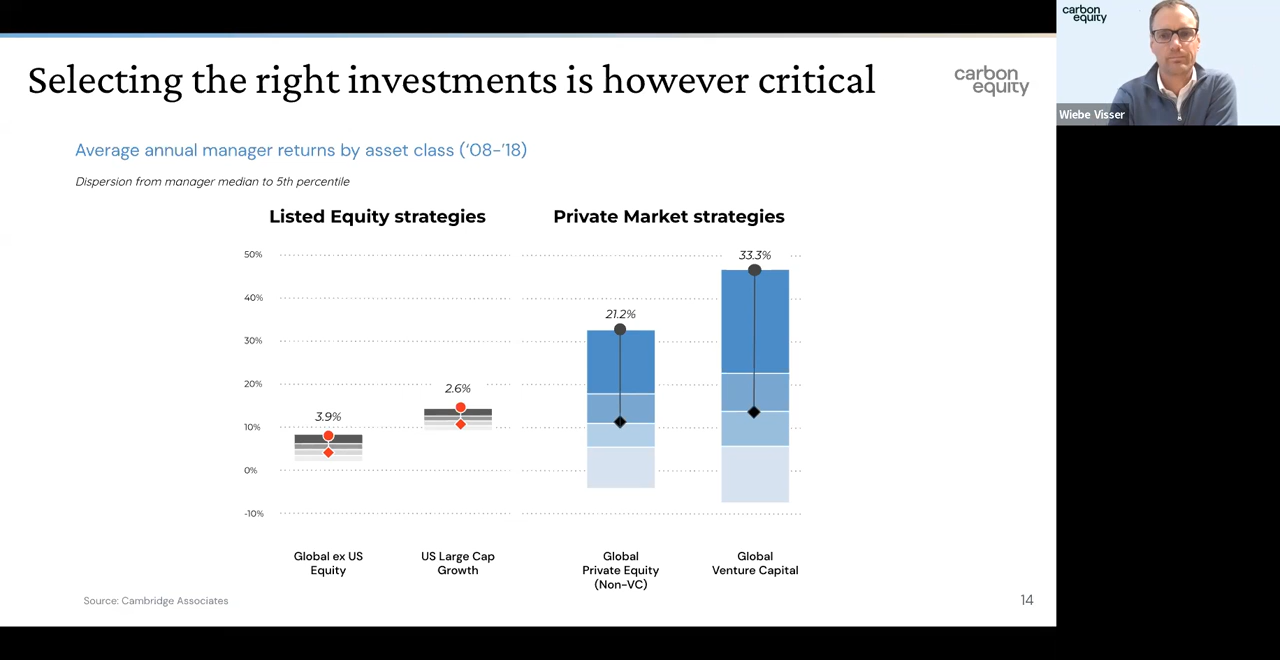 Selecting the right investments is however critical
carbon
equity
Average annual manager returns by asset class (‘08-’18)
Dispersion from manager median to 5th percentile
Listed Equity strategies
Private Market strategies
50%
40%
30%
20%
10%
0%
-10%
3.9%
2.6%
21.2%
33.3%
Global ex US
Equity
US Large Cap
Growth
Global
Private Equity
(Non-VC)
Global
Venture Capital
Source: Cambridge Associates
14
carbon
equity
Wiebe Visser